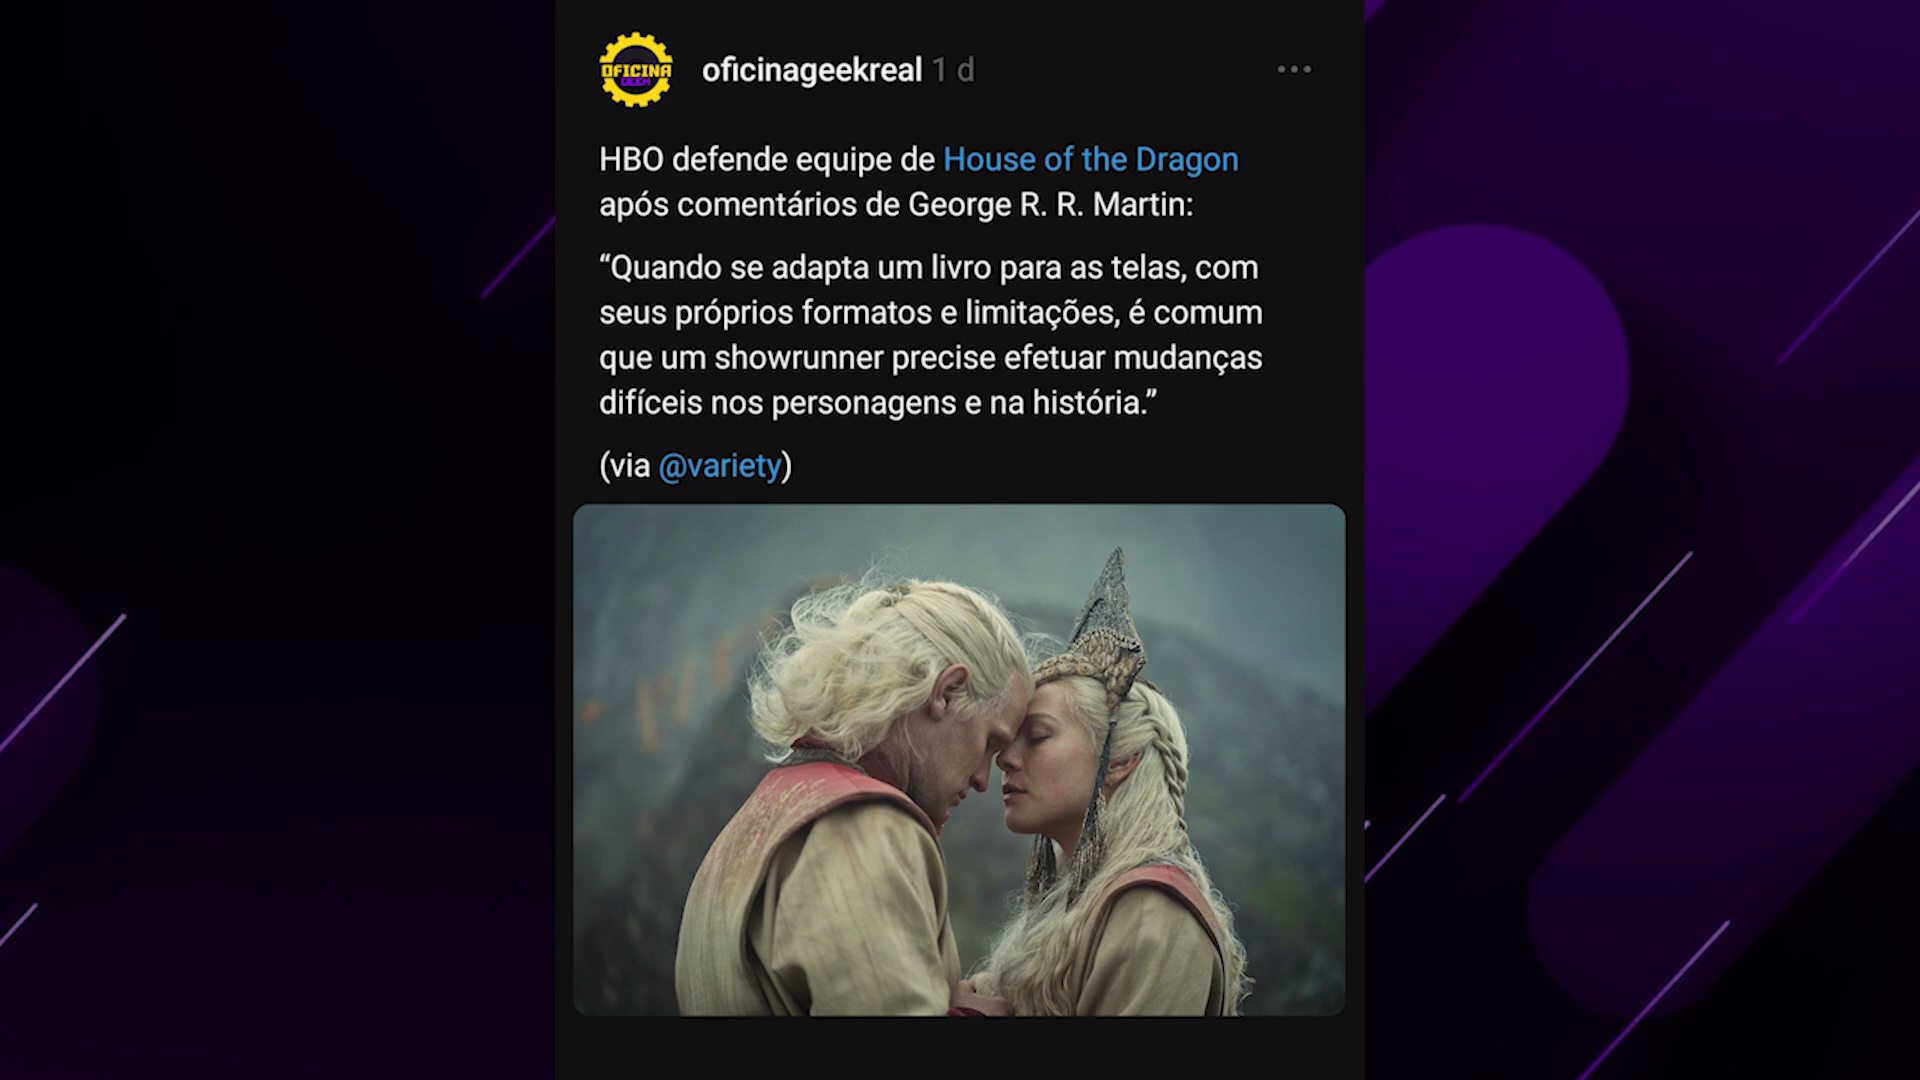 OFICINA
GEEK
oficinageekreal 1 d
HBO defende equipe de House of the Dragon
após comentários de George R. R. Martin:
“Quando se adapta um livro para as telas, com
seus próprios formatos e limitações, é comum
que um showrunner precise efetuar mudanças
difíceis nos personagens e na história.”
(via @variety)